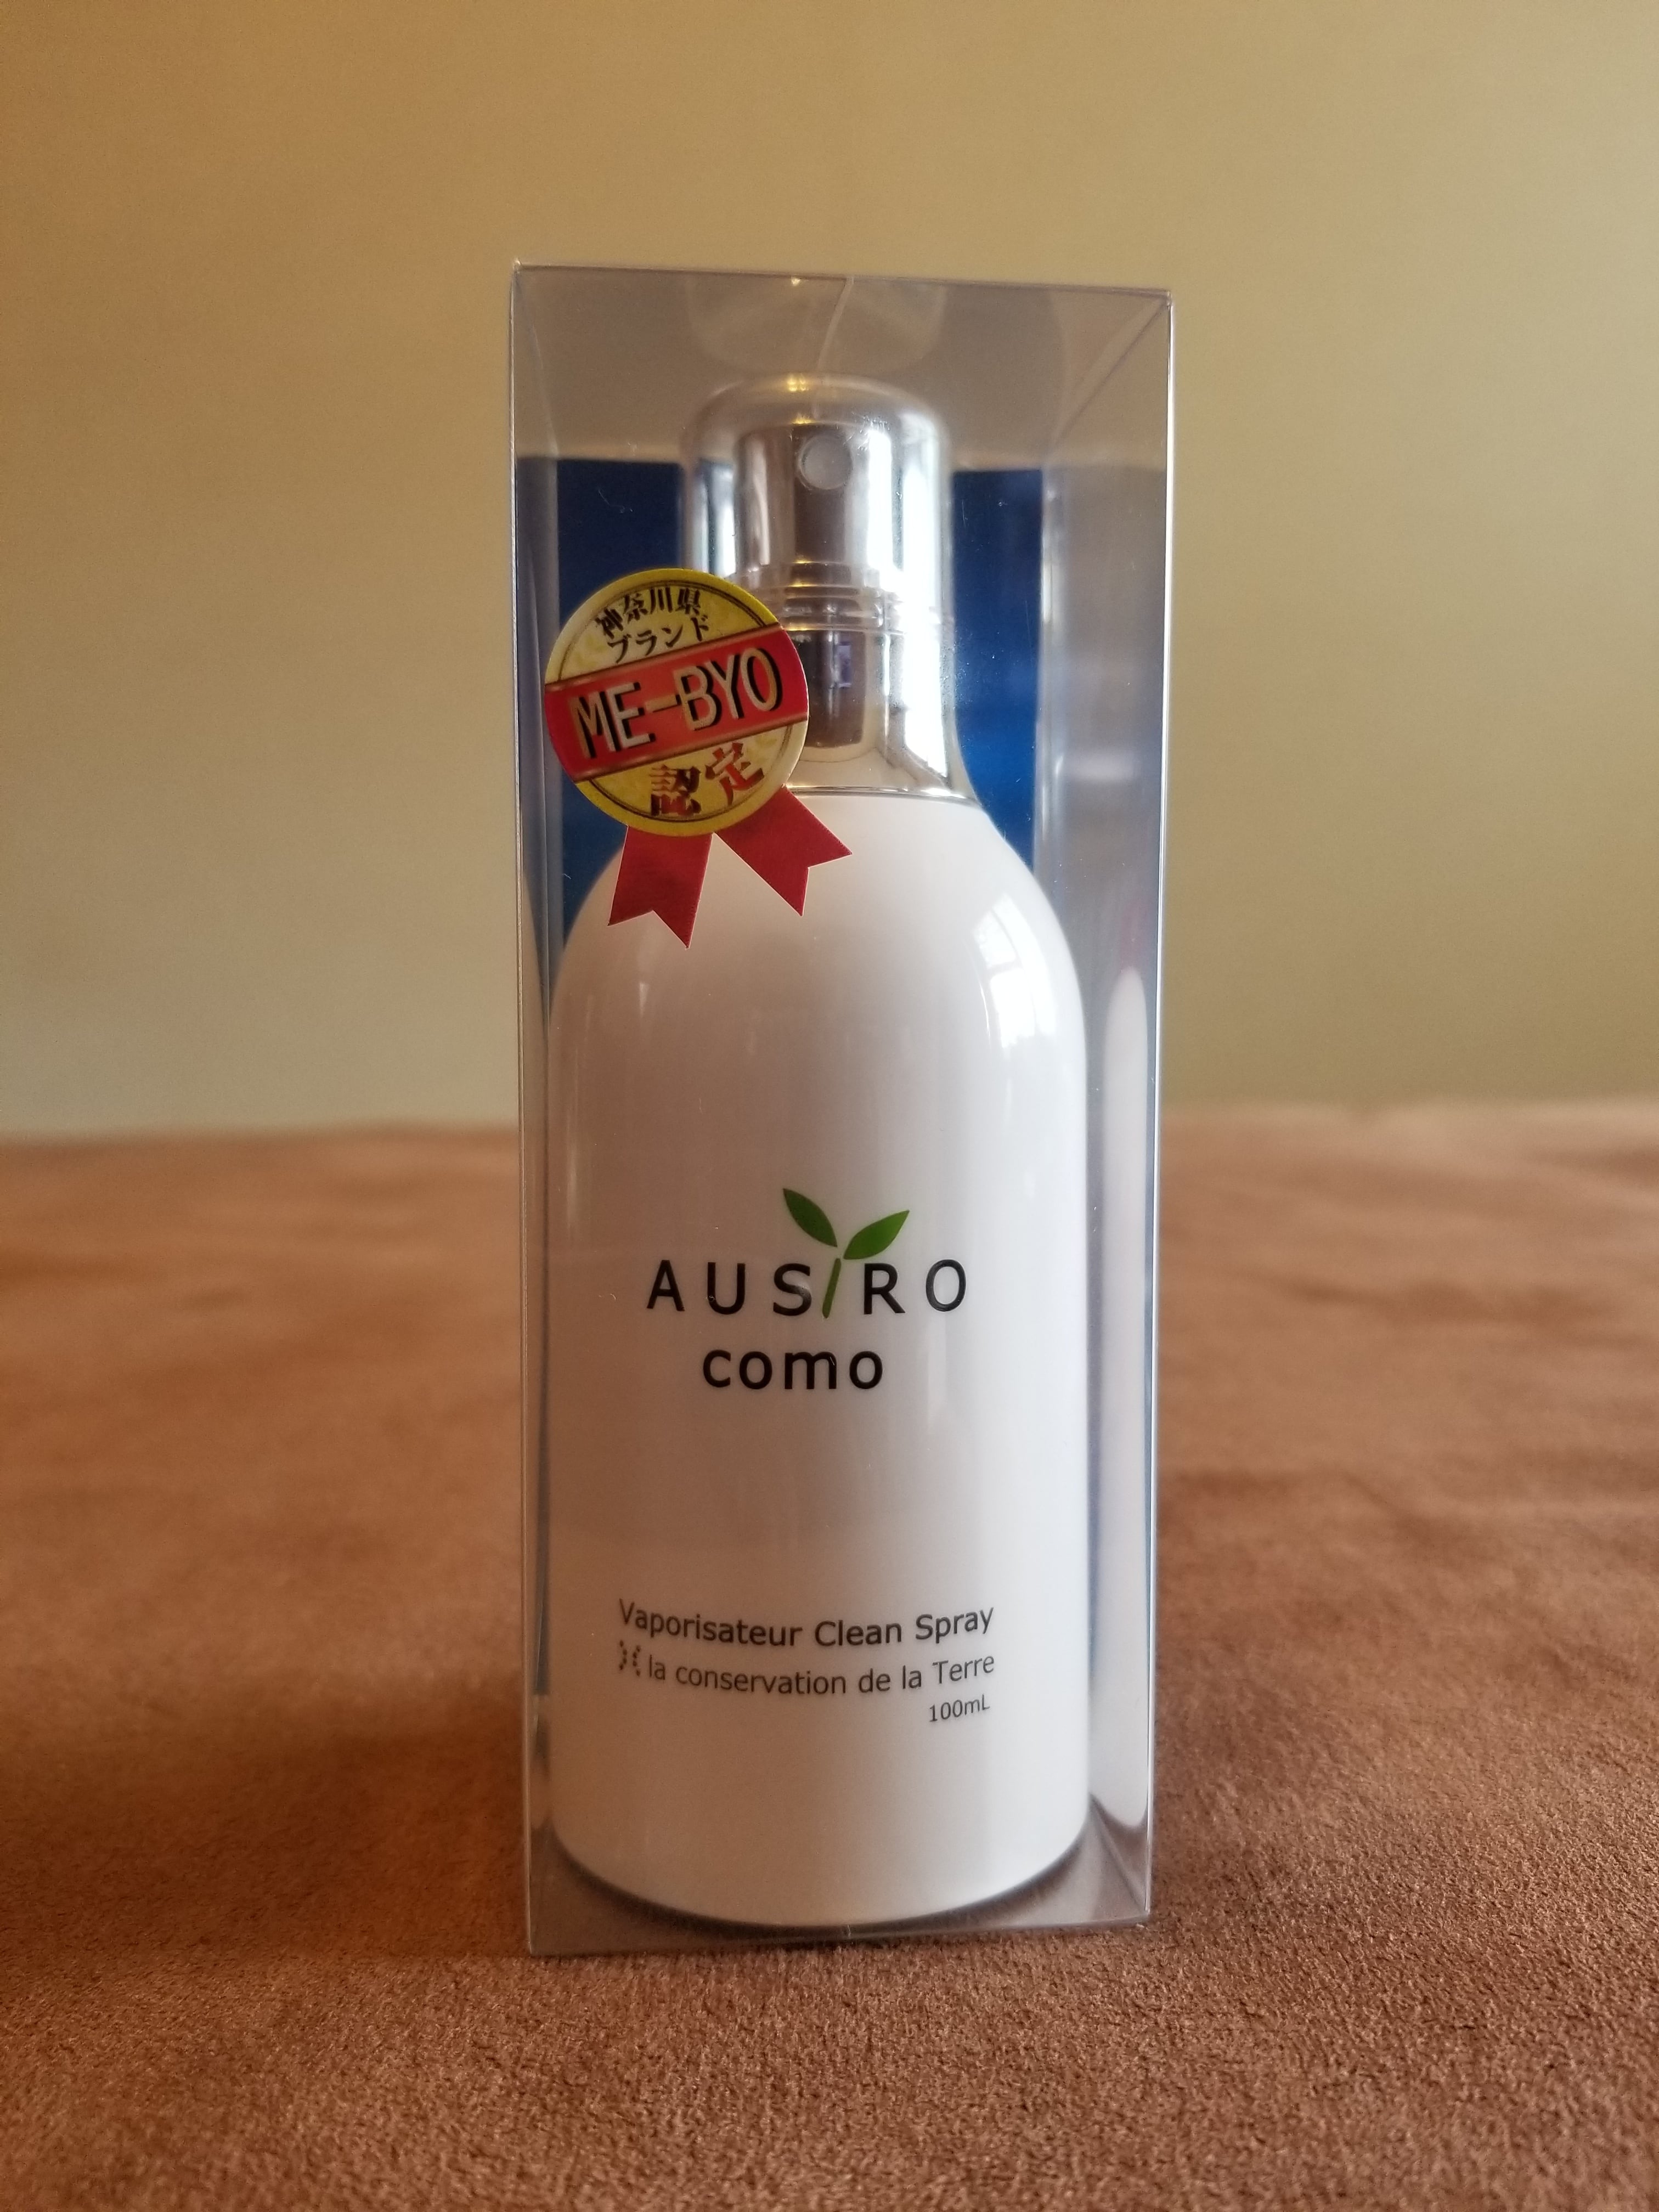 神奈川県
ブランド
ME-BYO
認定
AUSIRO
como
Vaporisateur Clean Spray
la conservation de la Terre
100mL